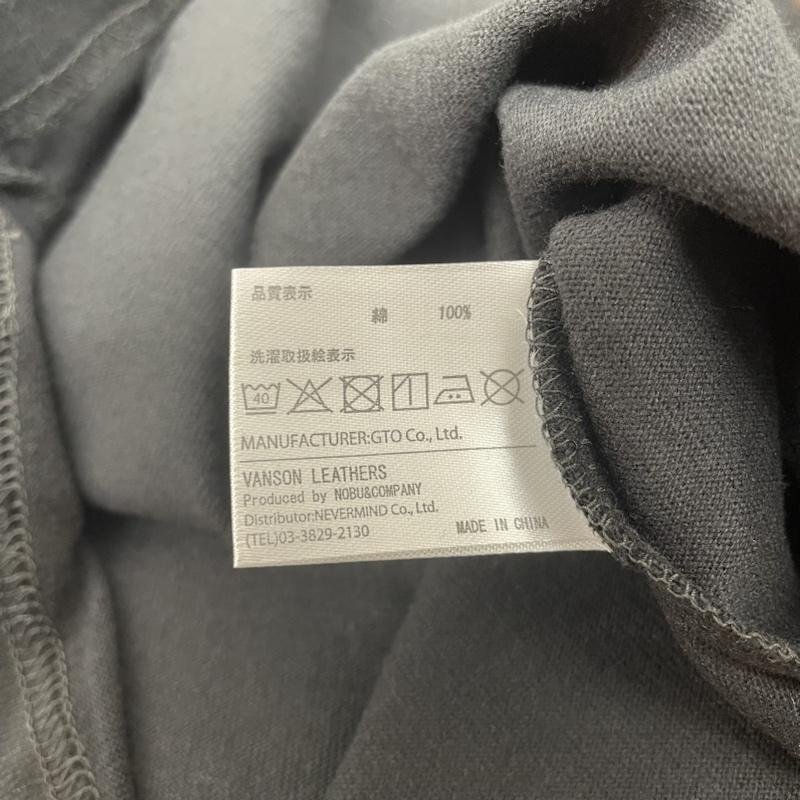 品質表示
綿 100%
洗濯取扱絵表示
40
MANUFACTURER:GTO Co., Ltd.
VANSON LEATHERS
Produced by NOBU&COMPANY
Distributor:NEVERMIND Co., Ltd.
(TEL)03-3829-2130 MADE IN CHINA